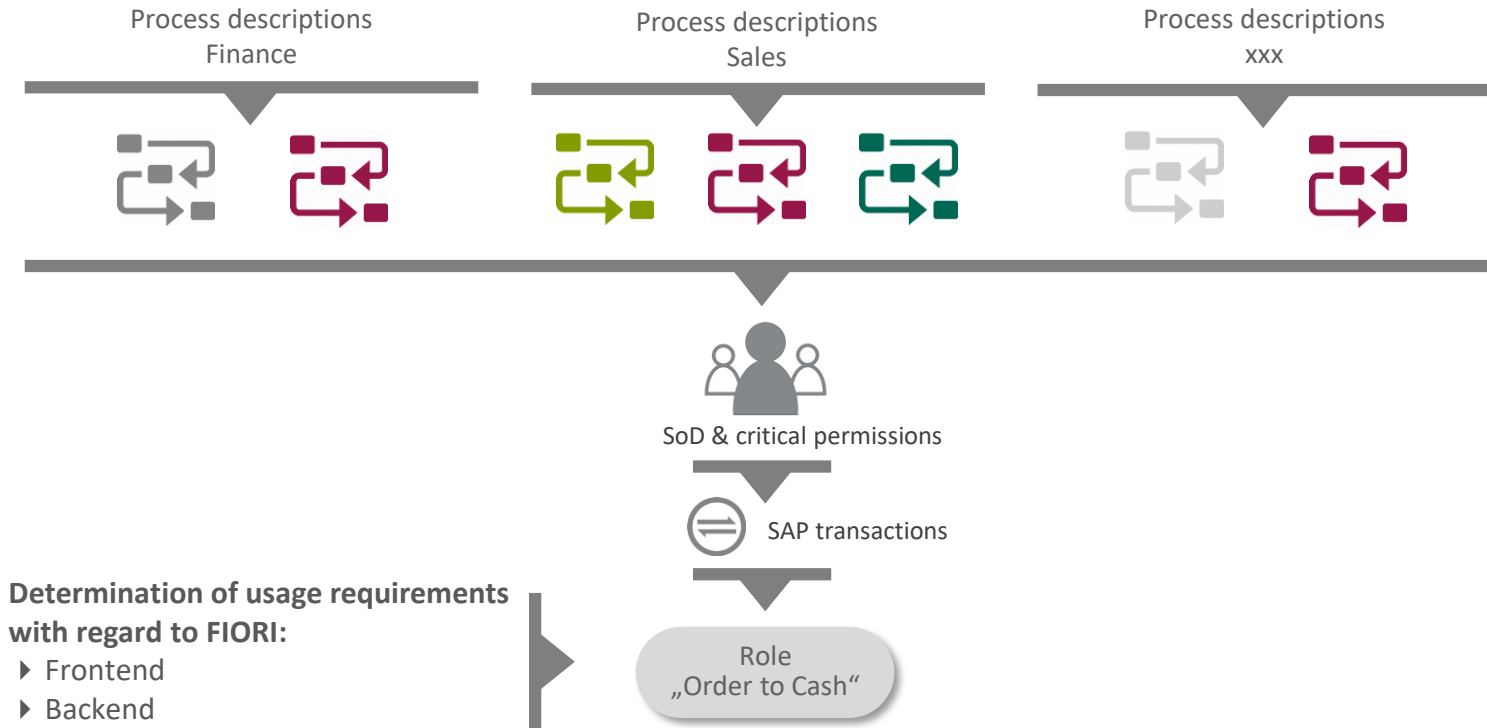 Process descriptions
Finance
Process descriptions
Sales
Process descriptions
xxx
SoD & critical permissions
SAP transactions
Determination of usage requirements
with regard to FIORI:
Frontend
Backend
Role
„Order to Cash“